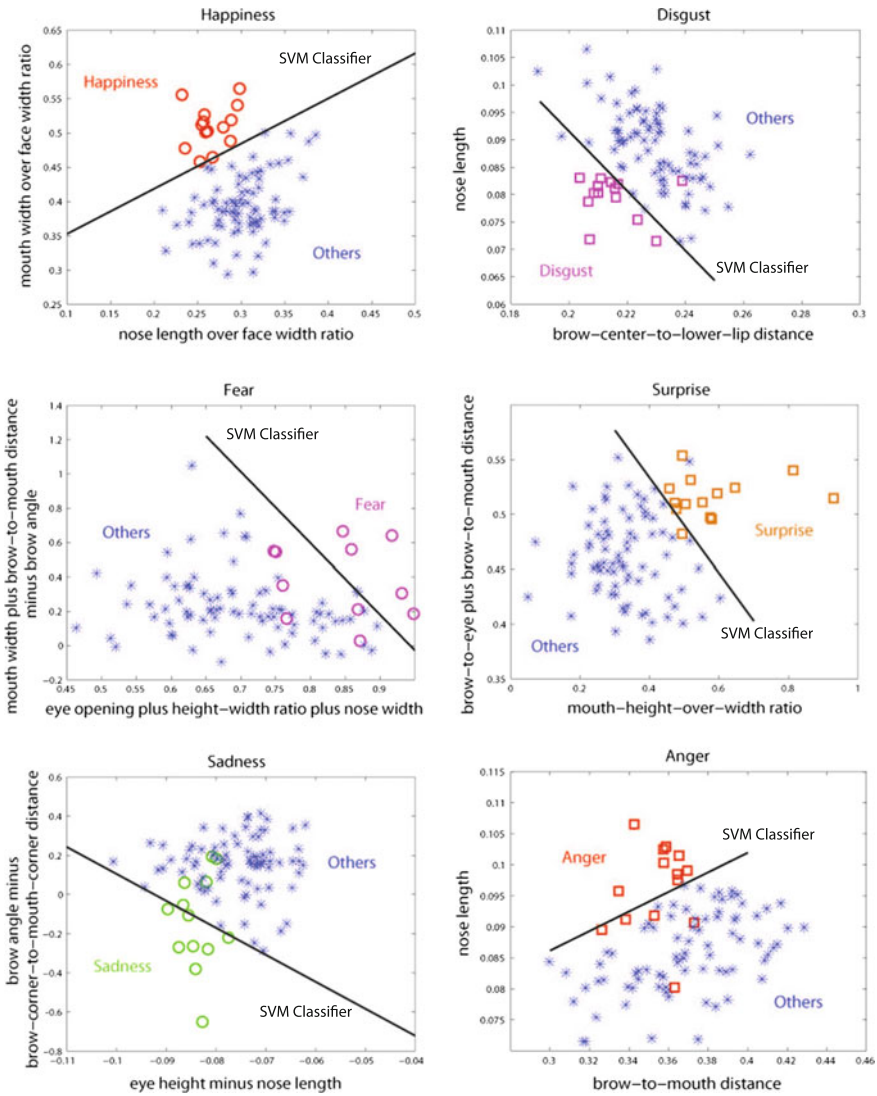 Happiness
mouth width over face width ratio
0.65
0.6
0.55
0.5
0.45
0.4
0.35
0.3
0.25
SVM Classifier
Happiness
Others
0.1 0.15 0.2 0.25 0.3 0.35 0.4 0.45 0.5
nose length over face width ratio
Disgust
nose length
0.11
0.105
0.1
0.095
0.09
0.085
0.08
0.075
0.07
0.065
0.06
Others
Disgust
SVM Classifier
0.18 0.2 0.22 0.24 0.26 0.28 0.3
brow-center-to-lower-lip distance
Fear
mouth width plus brow-to-mouth distance
minus brow angle
1.4
1.2
1
0.8
0.6
0.4
0.2
0
-0.2
SVM Classifier
Fear
Others
0.45 0.5 0.55 0.6 0.65 0.7 0.75 0.8 0.85 0.9
eye opening plus height-width ratio plus nose width
Surprise
brow-to-eye plus brow-to-mouth distance
0.55
0.5
0.45
0.4
0.35
Surprise
Others
SVM Classifier
0 0.2 0.4 0.6 0.8 1
mouth-height-over-width ratio
Sadness
brow angle minus
brow-corner-to-mouth-corner distance
0.6
0.4
0.2
0
-0.2
-0.4
-0.6
-0.8
Others
Sadness
SVM Classifier
-0.11 -0.1 -0.09 -0.08 -0.07 -0.06 -0.05 -0.04
eye height minus nose length
Anger
nose length
0.115
0.11
0.105
0.1
0.095
0.09
0.085
0.08
0.075
0.070
SVM Classifier
Anger
Others
0.3 0.32 0.34 0.36 0.38 0.4 0.42 0.44 0.46
brow-to-mouth distance